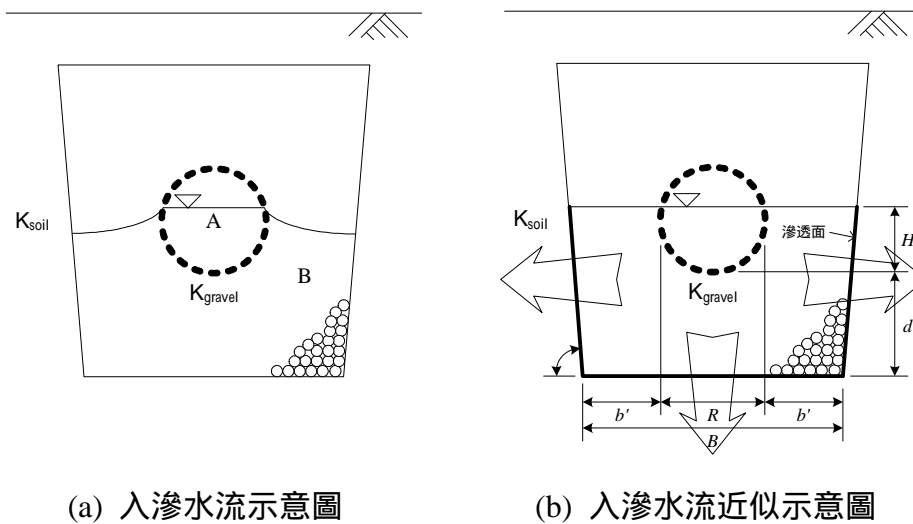 K_soil
A
B
K_gravel
(a) 入滲水流示意圖
K_soil
滲透面
H
K_gravel
d
b' R b'
B
(b) 入滲水流近似示意圖